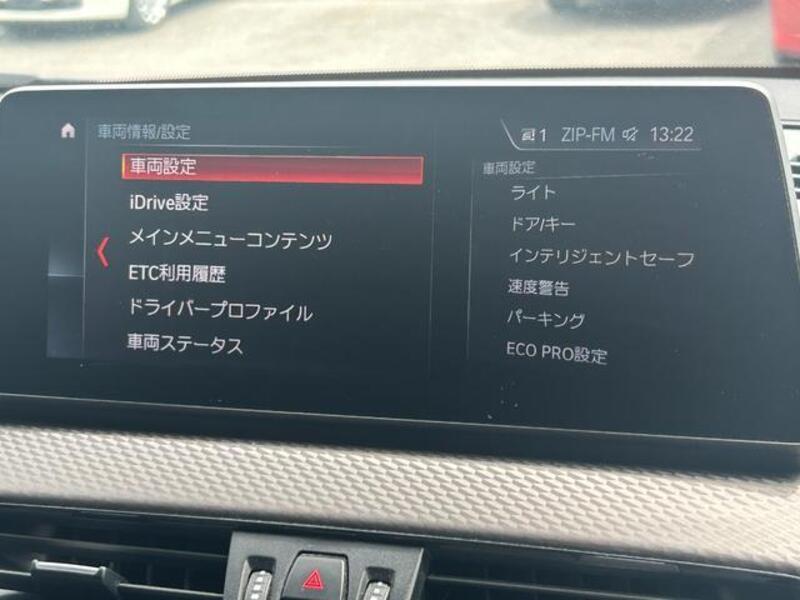 車両情報/設定
1 ZIP-FM 13:22
車両設定
iDrive設定
メインメニューコンテンツ
ETC利用履歴
ドライバープロファイル
車両ステータス
車両設定
ライト
ドア/キー
インテリジェントセーフ
速度警告
パーキング
ECO PRO設定